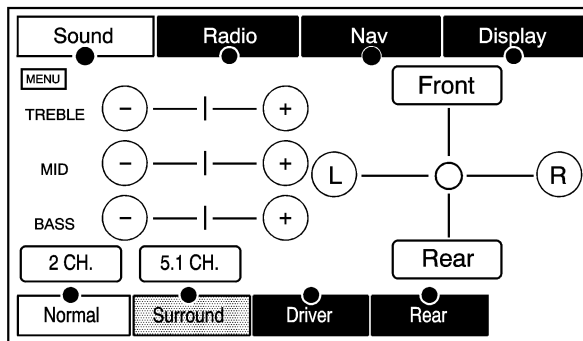 Sound Radio Nav Display
MENU
Front
TREBLE − +
MID − + L R
BASS − +
2 CH. 5.1 CH. Rear
Normal Surround Driver Rear